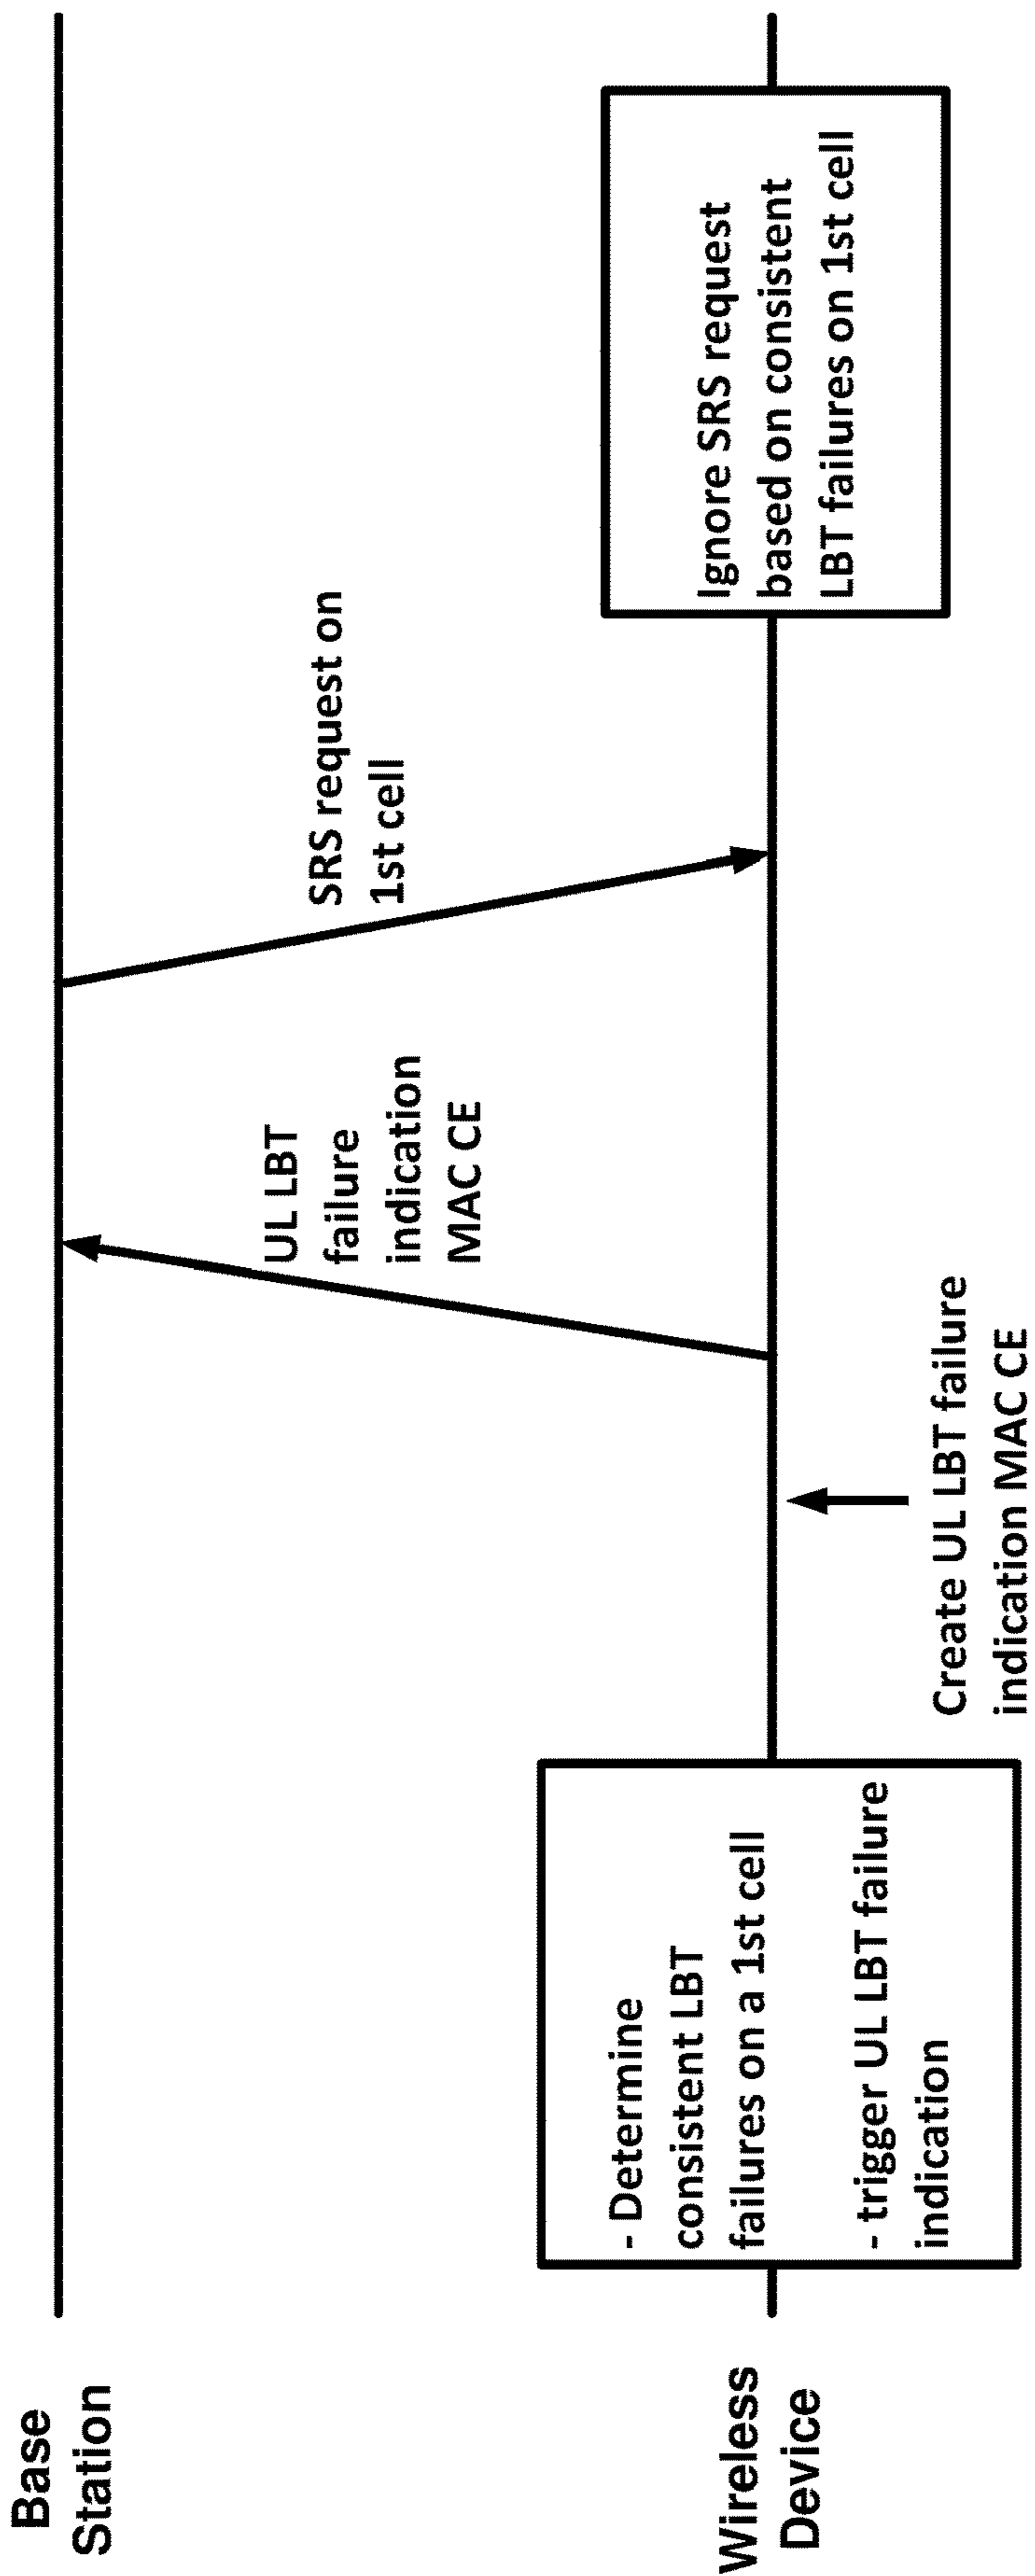 Base
Station
Wireless
Device
- Determine
consistent LBT
failures on a 1st cell
- trigger UL LBT failure
indication
Create UL LBT failure
indication MAC CE
UL LBT
failure
indication
MAC CE
SRS request on
1st cell
Ignore SRS request
based on consistent
LBT failures on 1st cell